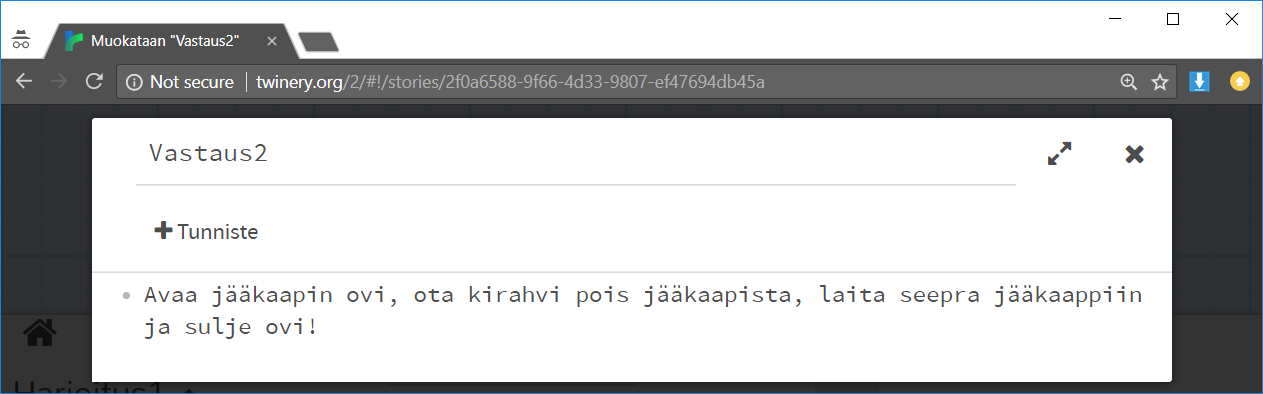 Muokataan "Vastaus2"
Not secure twinery.org/2/#!/stories/2f0a6588-9f66-4d33-9807-ef47694db45a
Vastaus2
Tunniste
Avaa jääkaapin ovi, ota kirahvi pois jääkaapista, laita seepra jääkaappiin
ja sulje ovi!
Harjoitus1